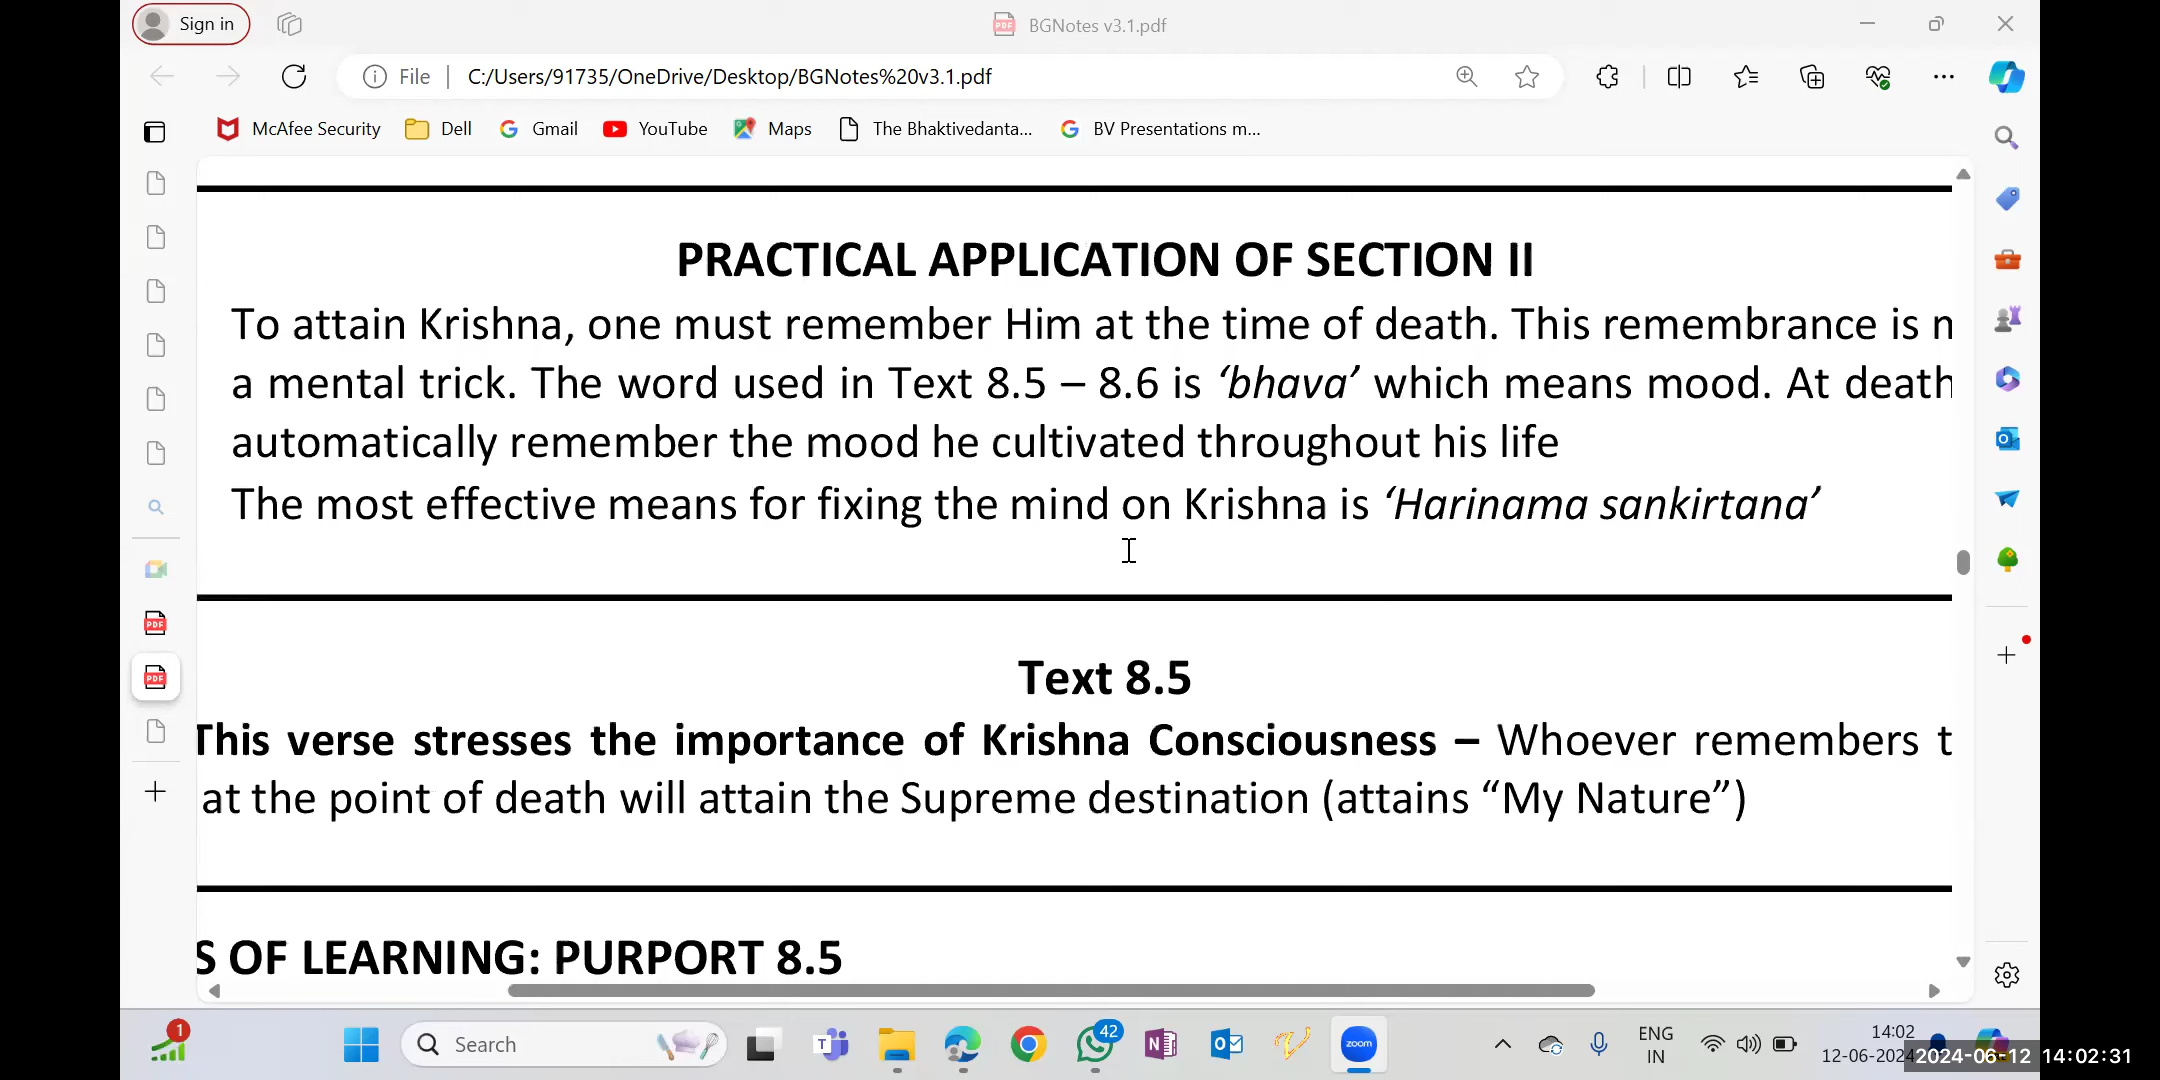 Sign in
BGNotes v3.1.pdf
File
C:/Users/91735/OneDrive/Desktop/BGNotes%20v3.1.pdf
McAfee Security
Dell
Gmail
YouTube
Maps
The Bhaktivedanta...
BV Presentations m...
PRACTICAL APPLICATION OF SECTION II
To attain Krishna, one must remember Him at the time of death. This remembrance is n
a mental trick. The word used in Text 8.5 – 8.6 is ‘bhava’ which means mood. At death
automatically remember the mood he cultivated throughout his life
The most effective means for fixing the mind on Krishna is ‘Harinama sankirtana’
Text 8.5
This verse stresses the importance of Krishna Consciousness – Whoever remembers t
at the point of death will attain the Supreme destination (attains “My Nature”)
S OF LEARNING: PURPORT 8.5
1
Search
42
zoom
ENG
IN
14:02
12-06-2024
2024-06-12 14:02:31